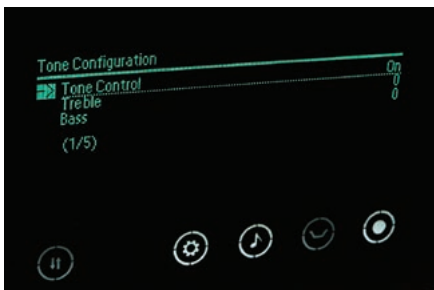 Tone Configuration
Tone Control On
Treble 0
Bass 0
(1/5)